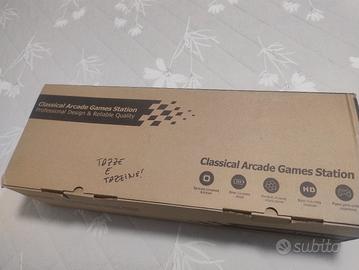 Classical Arcade Games Station
Professional Design & Reliable Quality
TAZZE
E
TAZZINE!
Classical Arcade Games Station
HD
subito